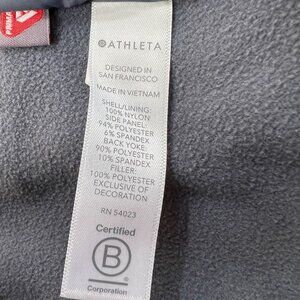 ATHLETA
DESIGNED IN
SAN FRANCISCO
MADE IN VIETNAM
SHELL/LINING:
100% NYLON
SIDE PANEL:
94% POLYESTER
6% SPANDEX
BACK YOKE:
90% POLYESTER
10% SPANDEX
FILLER:
100% POLYESTER
EXCLUSIVE OF
DECORATION
RN 54023
Certified
B
Corporation
PRIMA